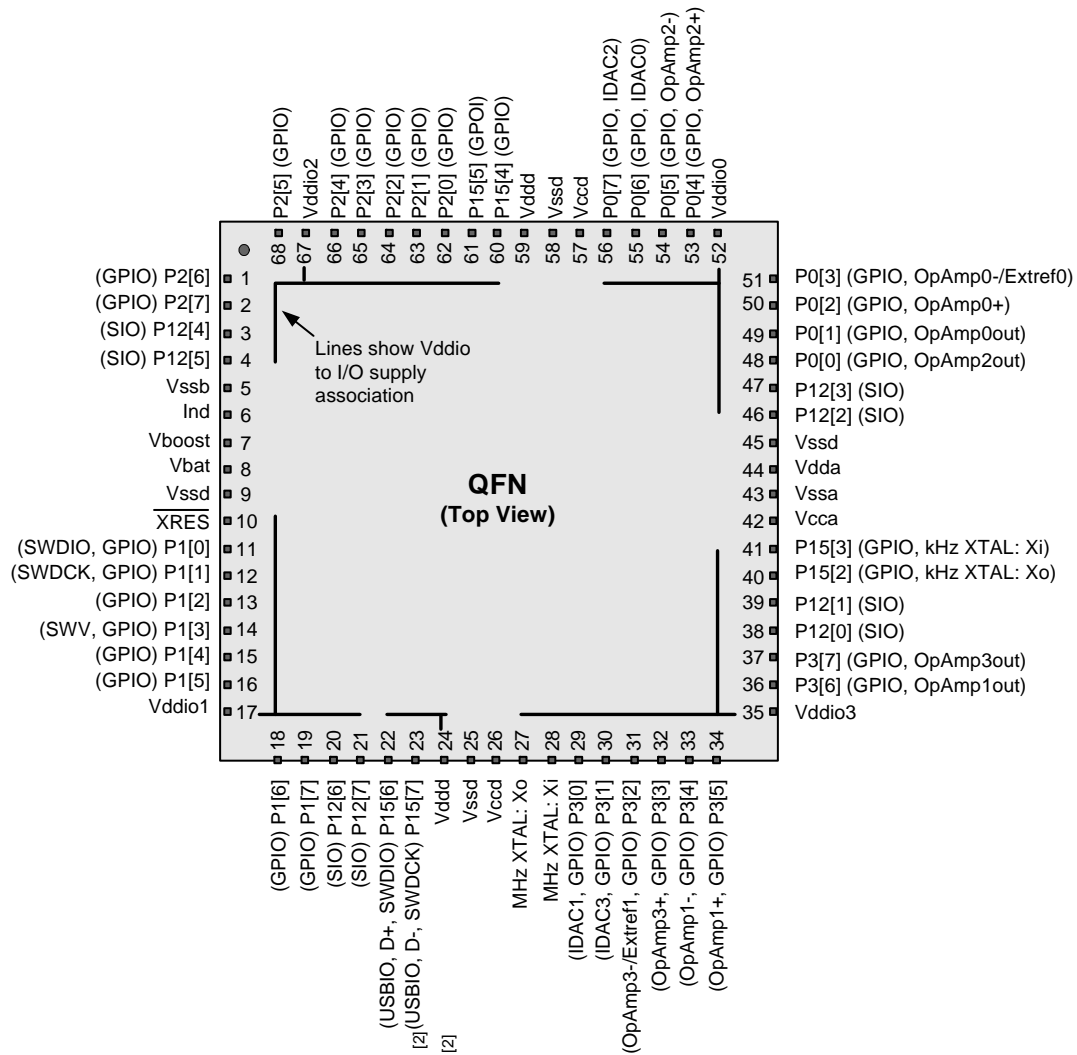 P2[5] (GPIO)
Vddio2
P2[4] (GPIO)
P2[3] (GPIO)
P2[2] (GPIO)
P2[1] (GPIO)
P2[0] (GPIO)
P15[5] (GPOI)
P15[4] (GPIO)
Vddd
Vssd
Vccd
P0[7] (GPIO, IDAC2)
P0[6] (GPIO, IDAC0)
P0[5] (GPIO, OpAmp2-)
P0[4] (GPIO, OpAmp2+)
Vddio0
68
67
66
65
64
63
62
61
60
59
58
57
56
55
54
53
52
(GPIO) P2[6] 1
(GPIO) P2[7] 2
(SIO) P12[4] 3
(SIO) P12[5] 4
Vssb 5
Ind 6
Vboost 7
Vbat 8
Vssd 9
XRES 10
(SWDIO, GPIO) P1[0] 11
(SWDCK, GPIO) P1[1] 12
(GPIO) P1[2] 13
(SWV, GPIO) P1[3] 14
(GPIO) P1[4] 15
(GPIO) P1[5] 16
Vddio1 17
Lines show Vddio
to I/O supply
association
QFN
(Top View)
51 P0[3] (GPIO, OpAmp0-/Extref0)
50 P0[2] (GPIO, OpAmp0+)
49 P0[1] (GPIO, OpAmp0out)
48 P0[0] (GPIO, OpAmp2out)
47 P12[3] (SIO)
46 P12[2] (SIO)
45 Vssd
44 Vdda
43 Vssa
42 Vcca
41 P15[3] (GPIO, kHz XTAL: Xi)
40 P15[2] (GPIO, kHz XTAL: Xo)
39 P12[1] (SIO)
38 P12[0] (SIO)
37 P3[7] (GPIO, OpAmp3out)
36 P3[6] (GPIO, OpAmp1out)
35 Vddio3
18
19
20
21
22
23
24
25
26
27
28
29
30
31
32
33
34
(GPIO) P1[6]
(GPIO) P1[7]
(SIO) P12[6]
(SIO) P12[7]
(USBIO, D+, SWDIO) P15[6]
[2] (USBIO, D-, SWDCK) P15[7]
[2]
Vddd
Vssd
Vccd
MHz XTAL: Xo
MHz XTAL: Xi
(IDAC1, GPIO) P3[0]
(IDAC3, GPIO) P3[1]
(OpAmp3-/Extref1, GPIO) P3[2]
(OpAmp3+, GPIO) P3[3]
(OpAmp1-, GPIO) P3[4]
(OpAmp1+, GPIO) P3[5]